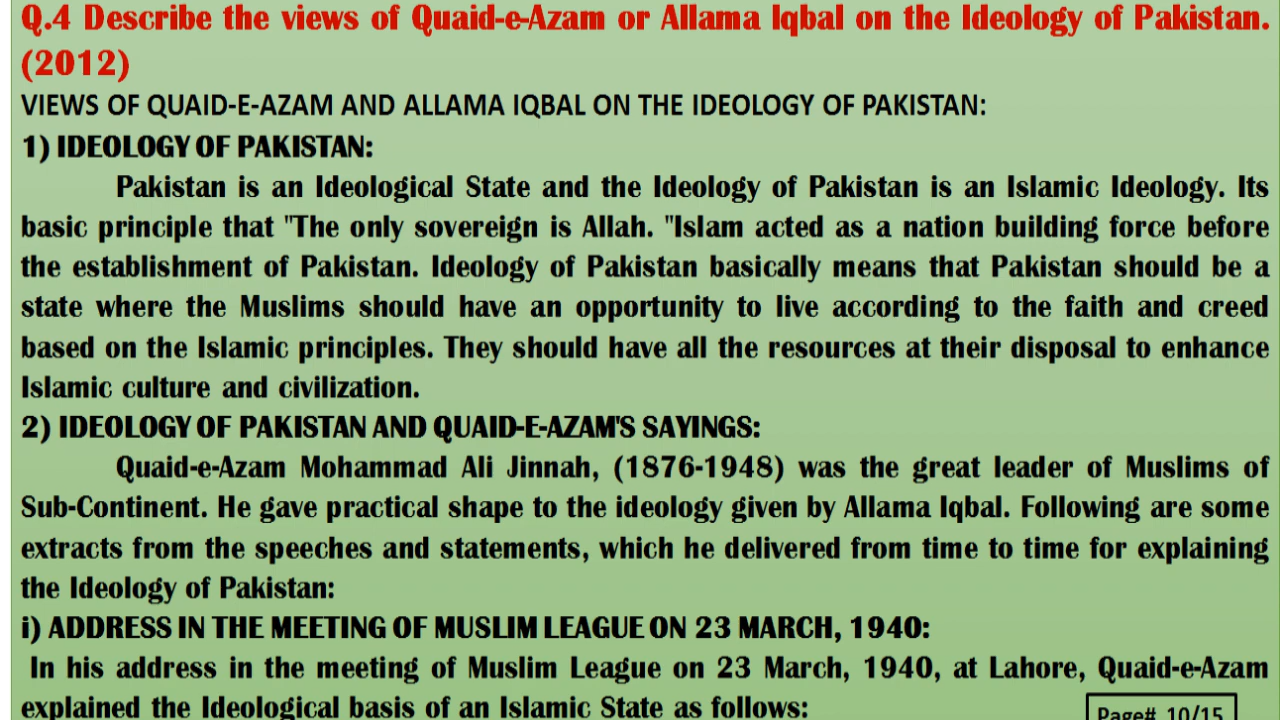 Q.4 Describe the views of Quaid-e-Azam or Allama Iqbal on the Ideology of Pakistan.
(2012)
VIEWS OF QUAID-E-AZAM AND ALLAMA IQBAL ON THE IDEOLOGY OF PAKISTAN:
1) IDEOLOGY OF PAKISTAN:
Pakistan is an Ideological State and the Ideology of Pakistan is an Islamic Ideology. Its
basic principle that "The only sovereign is Allah. "Islam acted as a nation building force before
the establishment of Pakistan. Ideology of Pakistan basically means that Pakistan should be a
state where the Muslims should have an opportunity to live according to the faith and creed
based on the Islamic principles. They should have all the resources at their disposal to enhance
Islamic culture and civilization.
2) IDEOLOGY OF PAKISTAN AND QUAID-E-AZAM'S SAYINGS:
Quaid-e-Azam Mohammad Ali Jinnah, (1876-1948) was the great leader of Muslims of
Sub-Continent. He gave practical shape to the ideology given by Allama Iqbal. Following are some
extracts from the speeches and statements, which he delivered from time to time for explaining
the Ideology of Pakistan:
i) ADDRESS IN THE MEETING OF MUSLIM LEAGUE ON 23 MARCH, 1940:
In his address in the meeting of Muslim League on 23 March, 1940, at Lahore, Quaid-e-Azam
explained the Ideological basis of an Islamic State as follows:
Page# 10/15